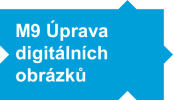 M9 Úprava
digitálních
obrázků